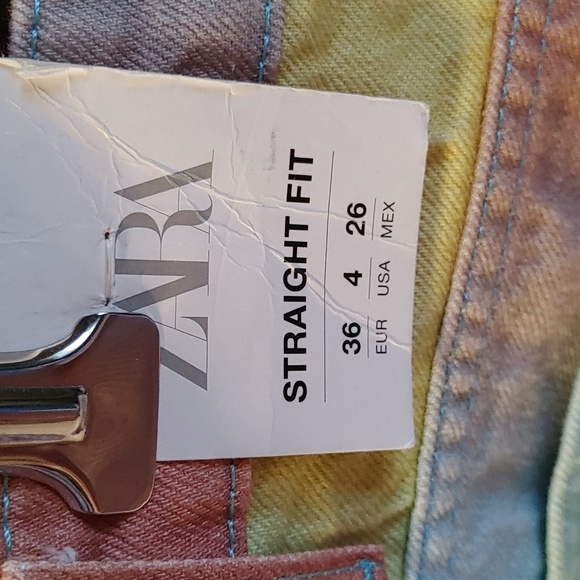 ZARA
STRAIGHT FIT
36 4 26
EUR USA MEX